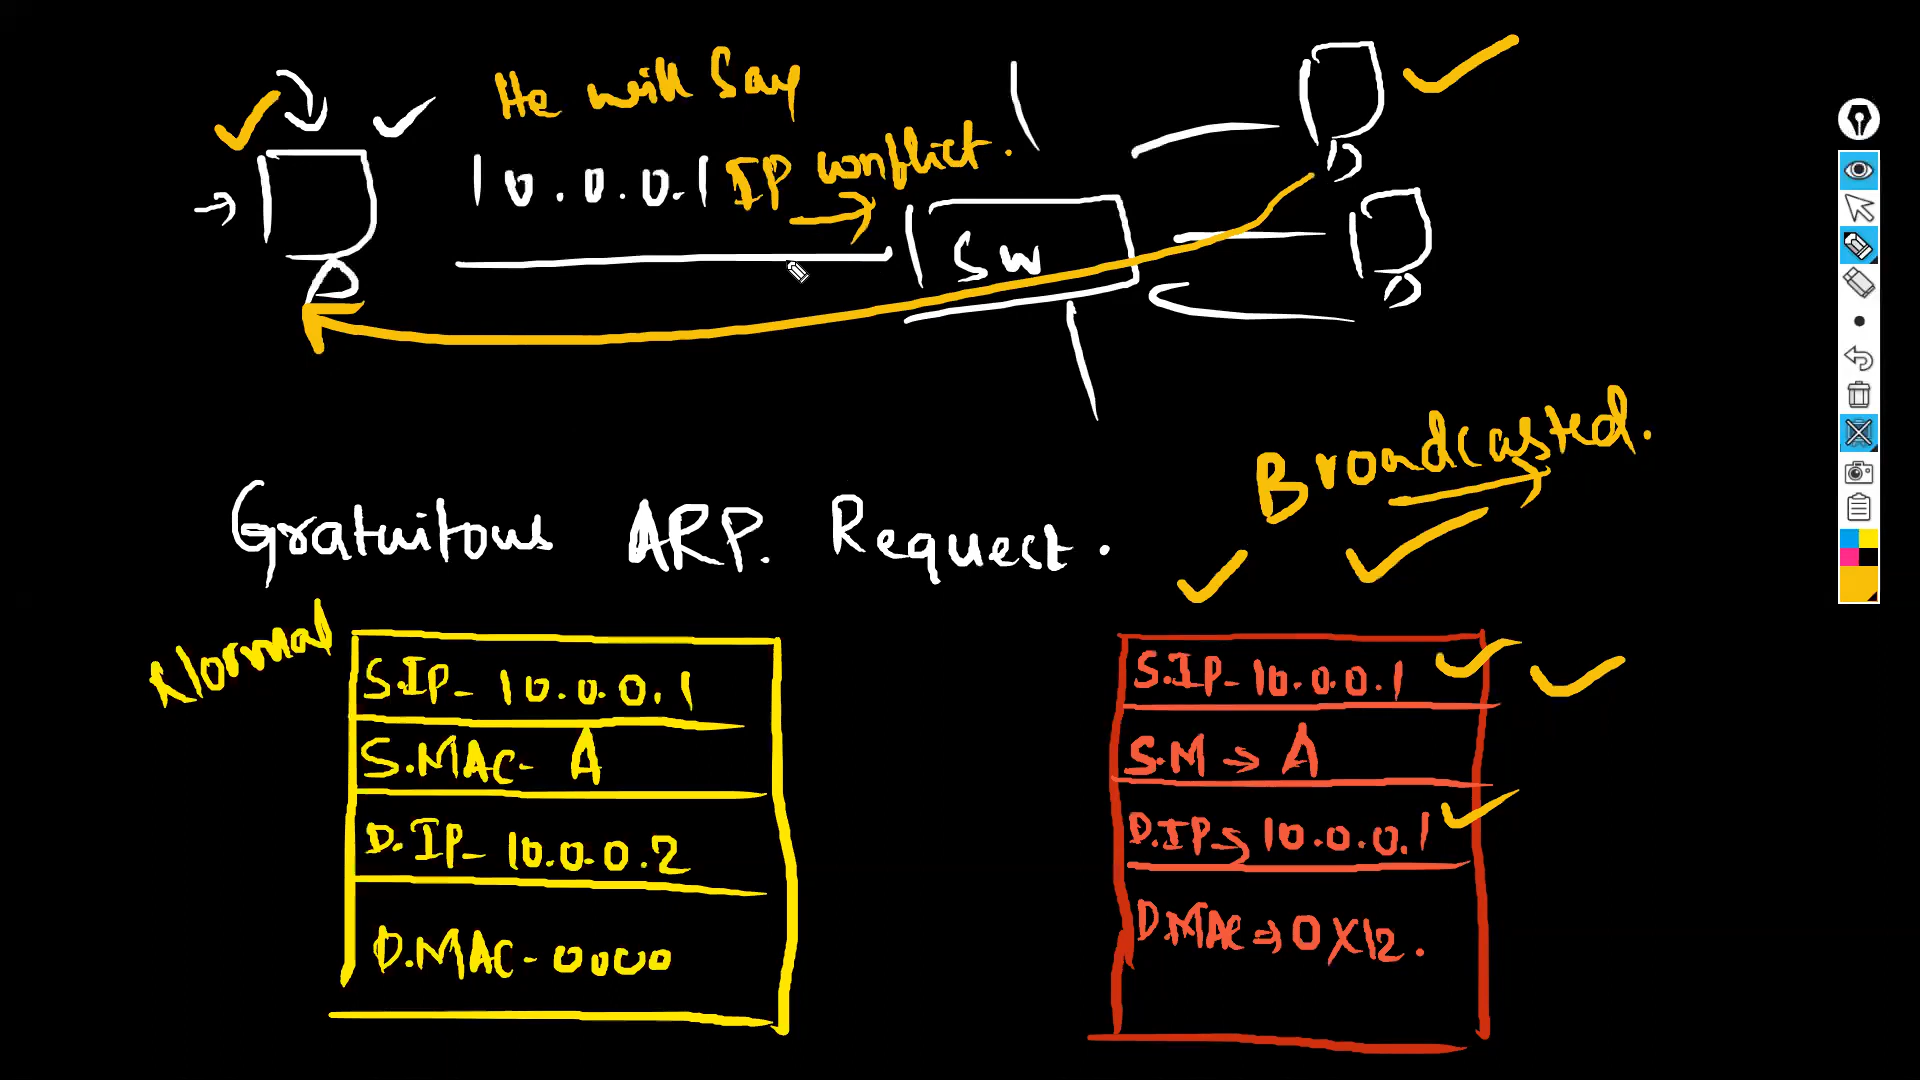 He will Say
10.0.0.1 IP conflict.
SW
Broadcasted.
Gratuitous ARP. Request.
Normal
S.IP- 10.0.0.1
S.MAC- A
D.IP- 10.0.0.2
D.MAC- 0000
S.IP- 10.0.0.1
S.M → A
D.IP → 10.0.0.1
D.MAC → 0X12.